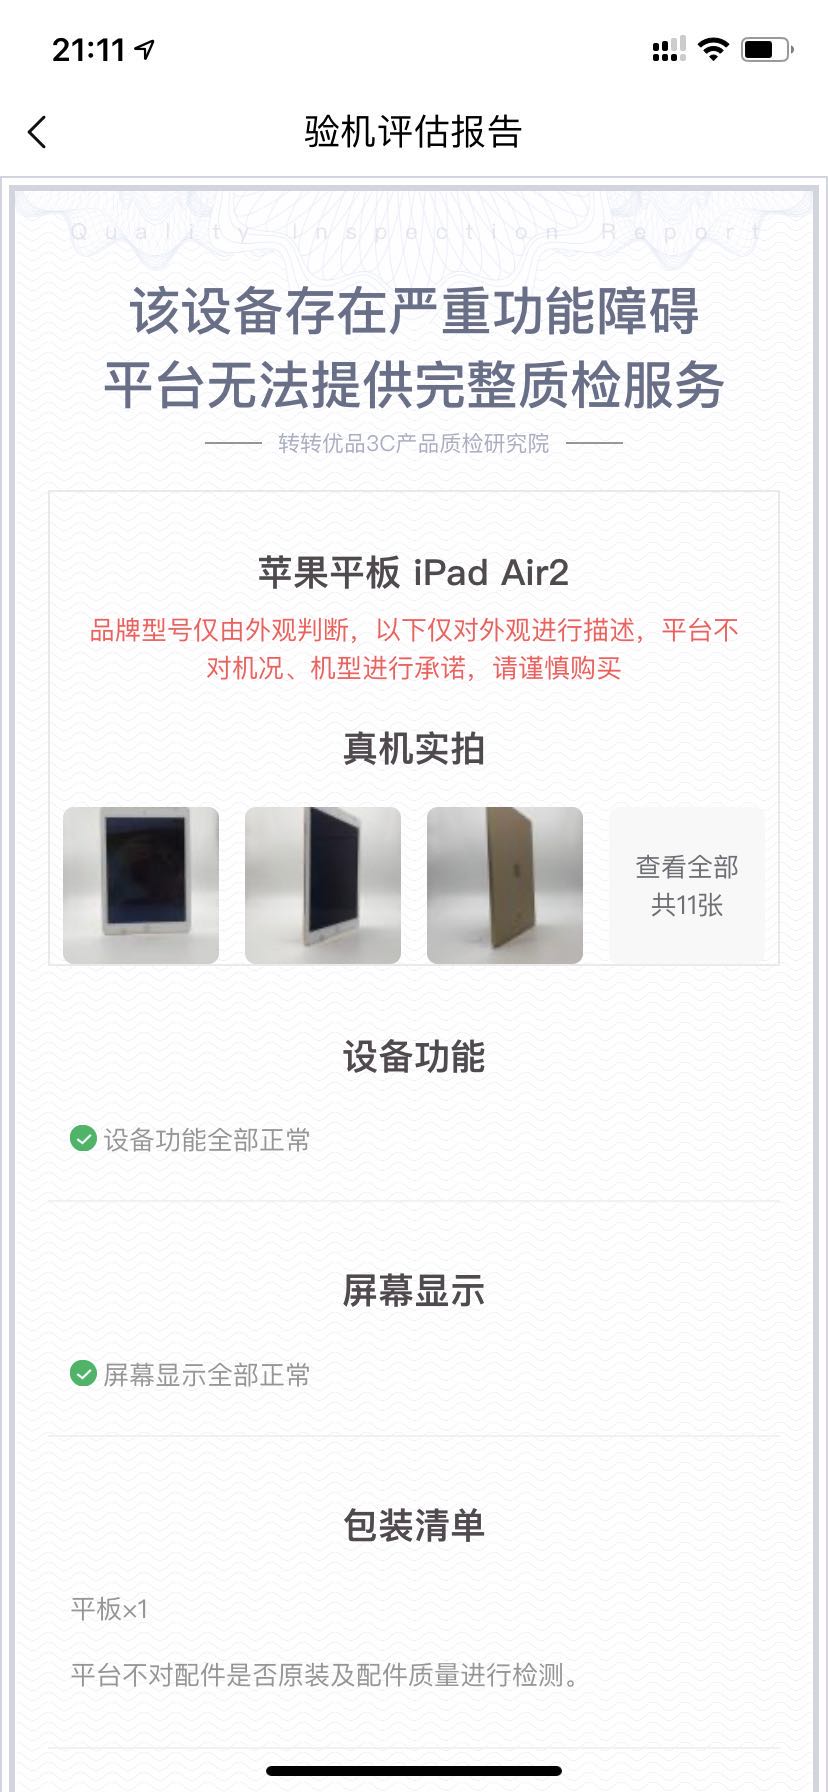 21:11
验机评估报告
Quality Inspection Report
该设备存在严重功能障碍
平台无法提供完整质检服务
转转优品3C产品质检研究院
苹果平板 iPad Air2
品牌型号仅由外观判断，以下仅对外观进行描述，平台不
对机况、机型进行承诺，请谨慎购买
真机实拍
查看全部
共11张
设备功能
设备功能全部正常
屏幕显示
屏幕显示全部正常
包装清单
平板×1
平台不对配件是否原装及配件质量进行检测。